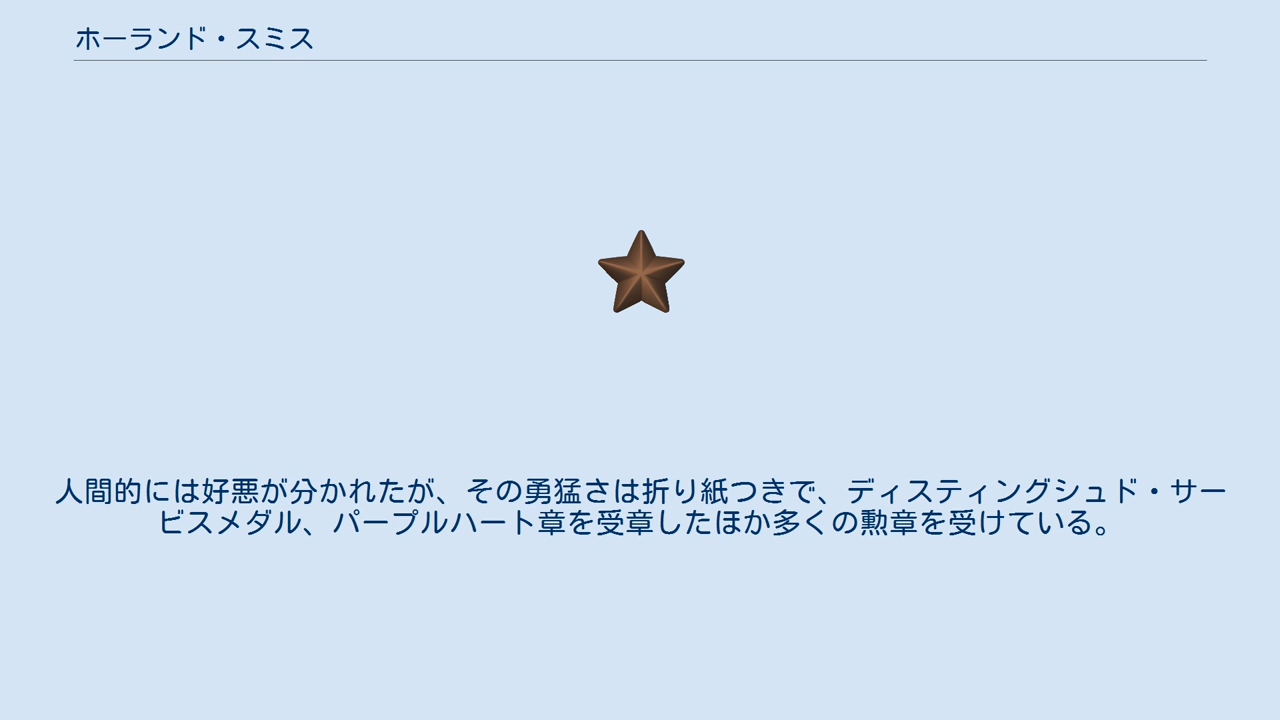 ホーランド・スミス
人間的には好悪が分かれたが、その勇猛さは折り紙つきで、ディスティングシュド・サー
ビスメダル、パープルハート章を受章したほか多くの勲章を受けている。